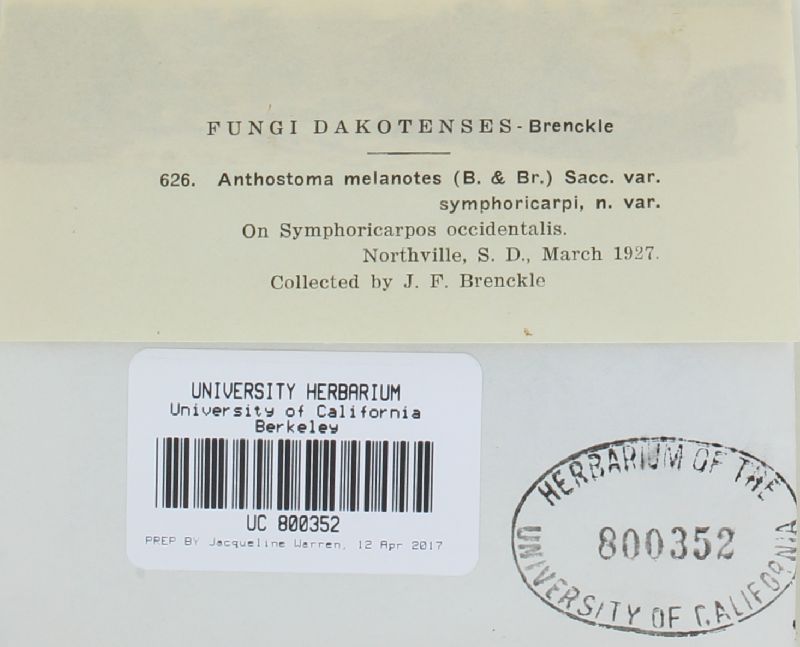 FUNGI DAKOTENSES - Brenckle
626. Anthostoma melanotes (B. & Br.) Sacc. var.
symphoricarpi, n. var.
On Symphoricarpos occidentalis.
Northville, S. D., March 1927.
Collected by J. F. Brenckle
UNIVERSITY HERBARIUM
University of California
Berkeley
UC 800352
PREP BY Jacqueline Warren, 12 Apr 2017
HERBARIUM OF THE
800352
UNIVERSITY OF CALIFORNIA